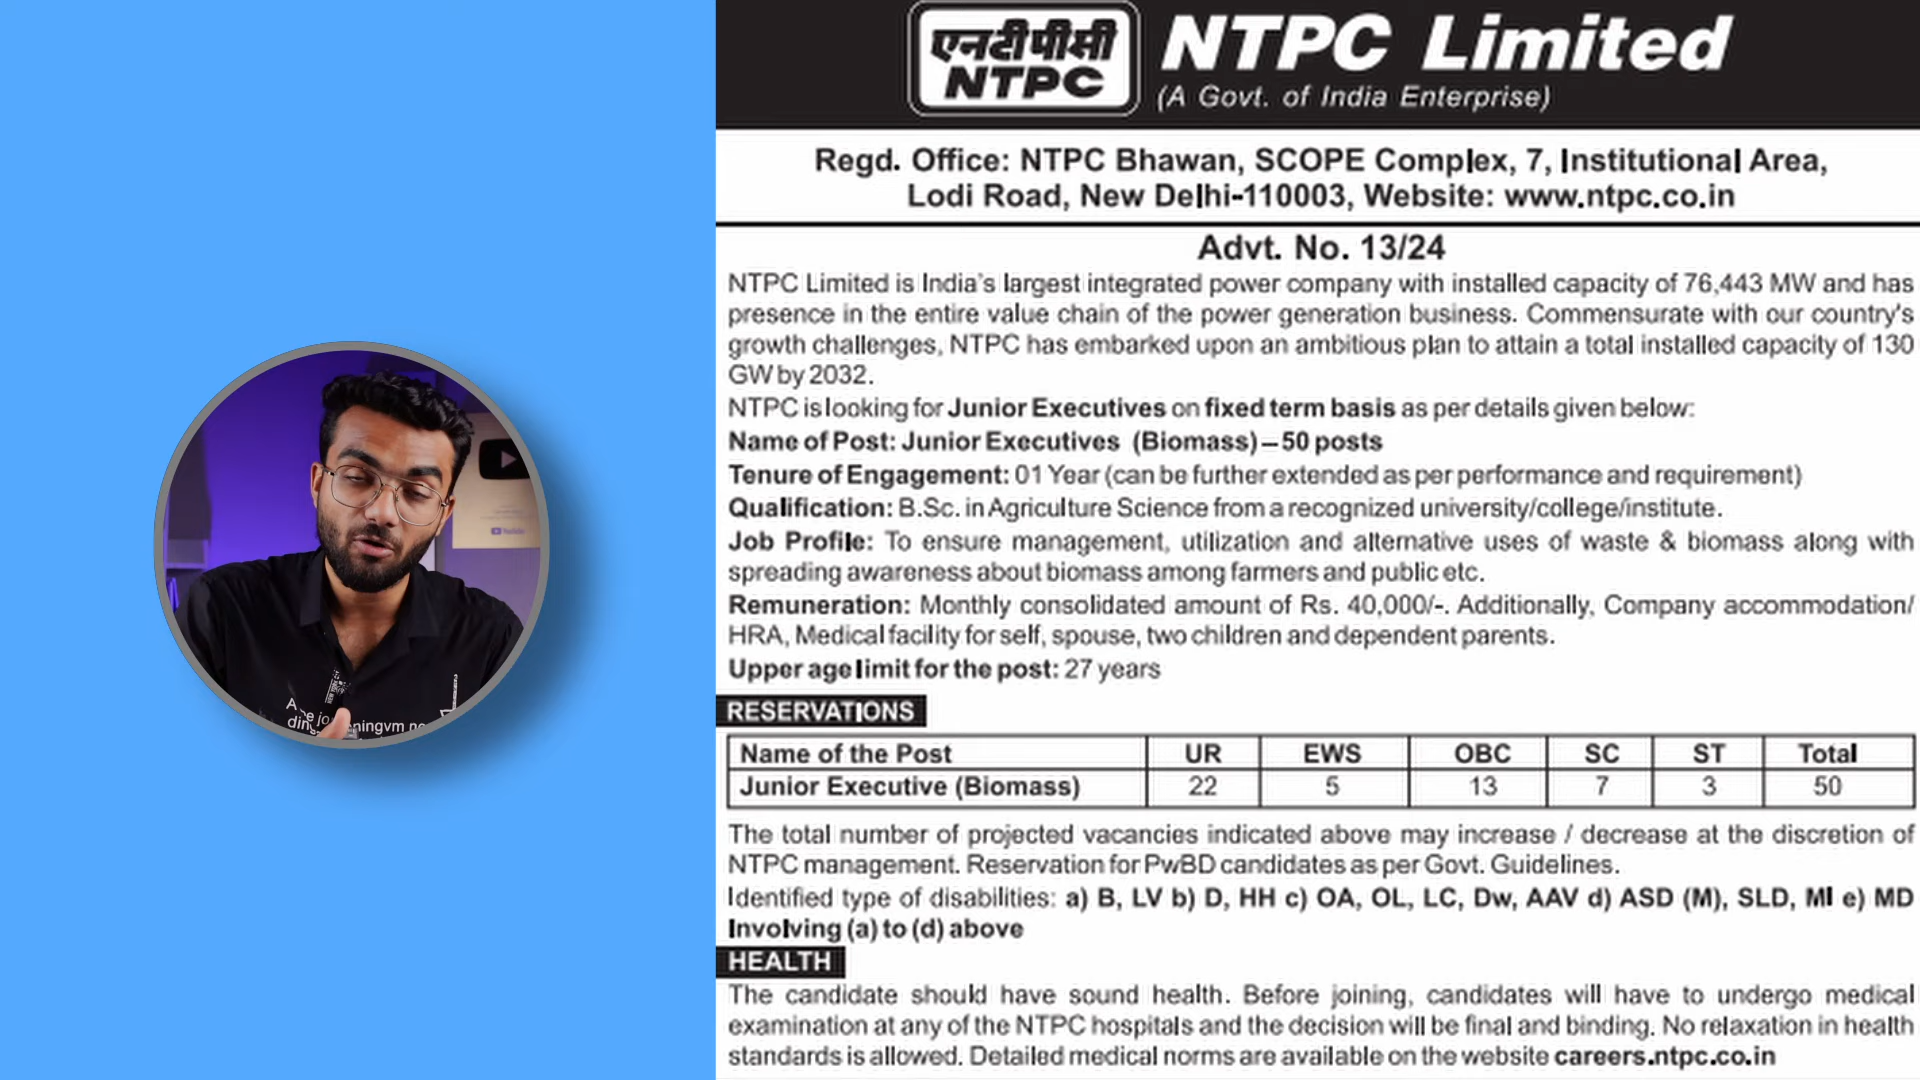 एनटीपीसी
NTPC
NTPC Limited
(A Govt. of India Enterprise)
Regd. Office: NTPC Bhawan, SCOPE Complex, 7, Institutional Area,
Lodi Road, New Delhi-110003, Website: www.ntpc.co.in
Advt. No. 13/24
NTPC Limited is India's largest integrated power company with installed capacity of 76,443 MW and has
presence in the entire value chain of the power generation business. Commensurate with our country's
growth challenges, NTPC has embarked upon an ambitious plan to attain a total installed capacity of 130
GW by 2032.
NTPC is looking for Junior Executives on fixed term basis as per details given below:
Name of Post: Junior Executives (Biomass) – 50 posts
Tenure of Engagement: 01 Year (can be further extended as per performance and requirement)
Qualification: B.Sc. in Agriculture Science from a recognized university/college/institute.
Job Profile: To ensure management, utilization and alternative uses of waste & biomass along with
spreading awareness about biomass among farmers and public etc.
Remuneration: Monthly consolidated amount of Rs. 40,000/-. Additionally, Company accommodation/
HRA, Medical facility for self, spouse, two children and dependent parents.
Upper age limit for the post: 27 years
RESERVATIONS
Name of the Post UR EWS OBC SC ST Total
Junior Executive (Biomass) 22 5 13 7 3 50
The total number of projected vacancies indicated above may increase / decrease at the discretion of
NTPC management. Reservation for PwBD candidates as per Govt. Guidelines.
Identified type of disabilities: a) B, LV b) D, HH c) OA, OL, LC, Dw, AAV d) ASD (M), SLD, MI e) MD
Involving (a) to (d) above
HEALTH
The candidate should have sound health. Before joining, candidates will have to undergo medical
examination at any of the NTPC hospitals and the decision will be final and binding. No relaxation in health
standards is allowed. Detailed medical norms are available on the website careers.ntpc.co.in
YouTube